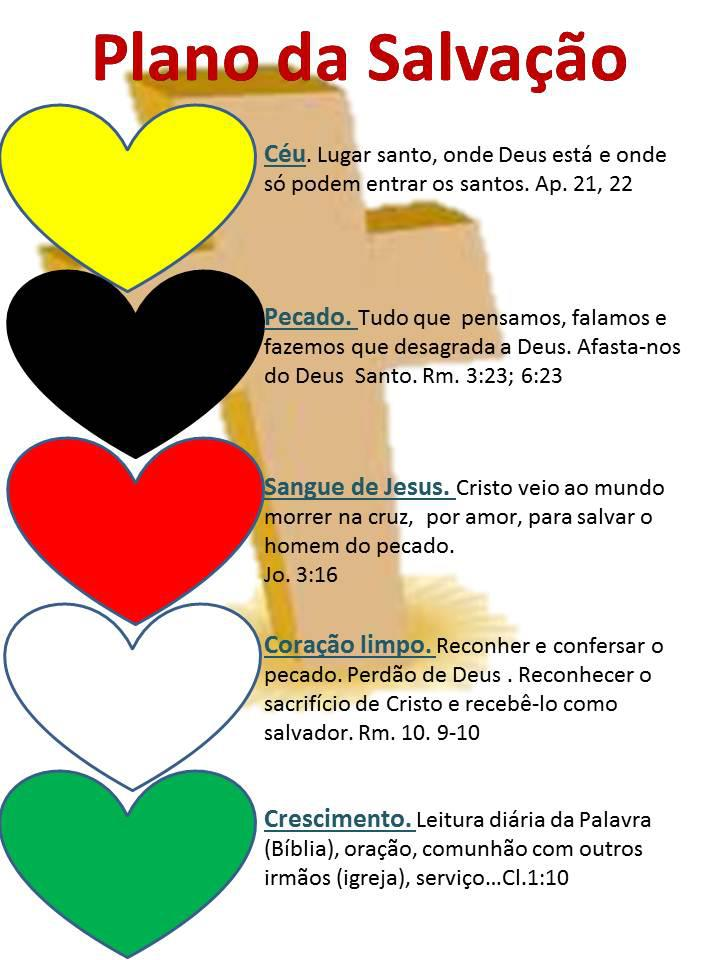 Plano da Salvação
Céu. Lugar santo, onde Deus está e onde
só podem entrar os santos. Ap. 21, 22
Pecado. Tudo que pensamos, falamos e
fazemos que desagrada a Deus. Afasta-nos
do Deus Santo. Rm. 3:23; 6:23
Sangue de Jesus. Cristo veio ao mundo
morrer na cruz, por amor, para salvar o
homem do pecado.
Jo. 3:16
Coração limpo. Reconher e confersar o
pecado. Perdão de Deus . Reconhecer o
sacrifício de Cristo e recebê-lo como
salvador. Rm. 10. 9-10
Crescimento. Leitura diária da Palavra
(Bíblia), oração, comunhão com outros
irmãos (igreja), serviço...Cl.1:10